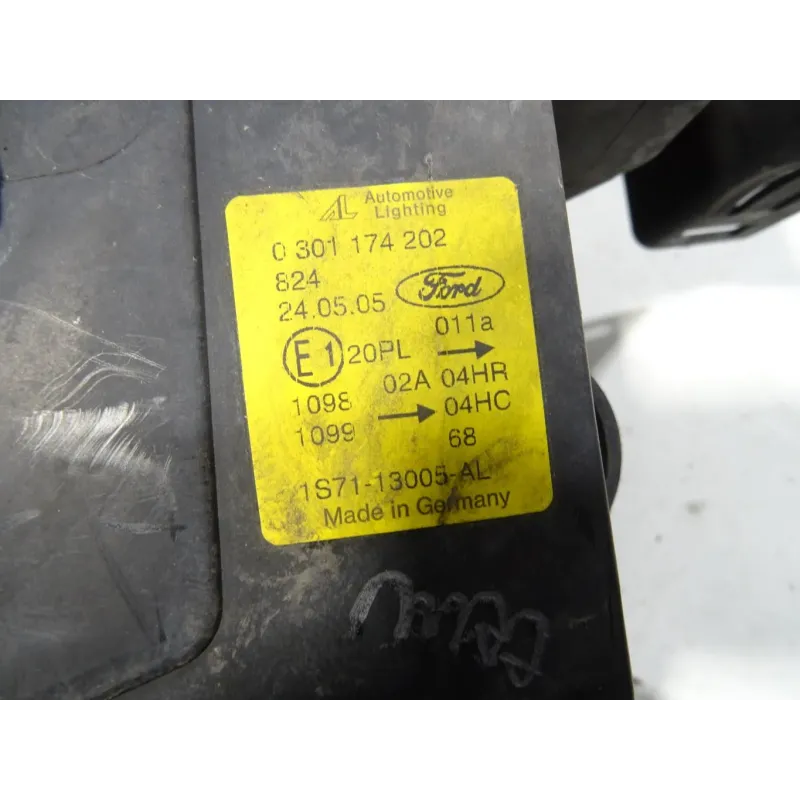 AL Automotive
Lighting
0 301 174 202
824
24.05.05 Ford
011a
E1 20PL →
02A 04HR
1098 → 04HC
1099 68
1S71-13005-AL
Made in Germany